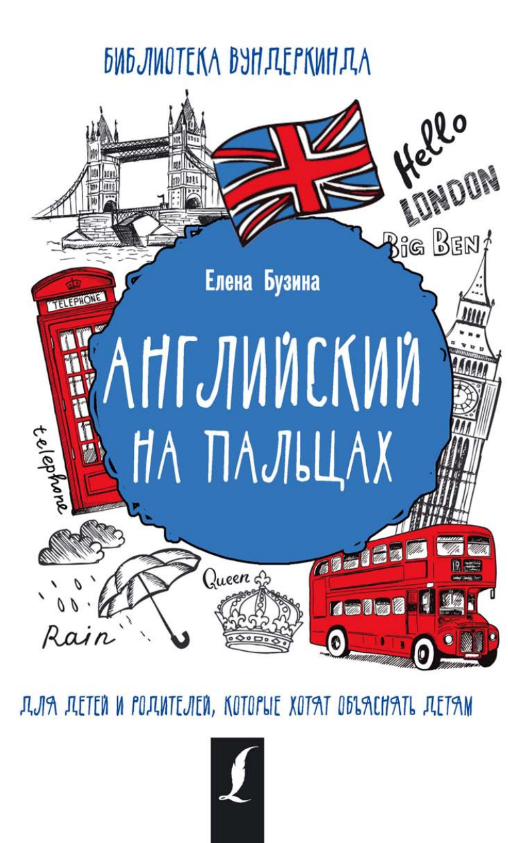 БИБЛИОТЕКА ВУНДЕРКИНДА
Hello
LONDON
BIG BEN
Елена Бузина
TELEPHONE
АНГЛИЙСКИЙ
НА ПАЛЬЦАХ
telephone
Queen
19
Rain
ДЛЯ ДЕТЕЙ И РОДИТЕЛЕЙ, КОТОРЫЕ ХОТЯТ ОБЪЯСНЯТЬ ДЕТЯМ